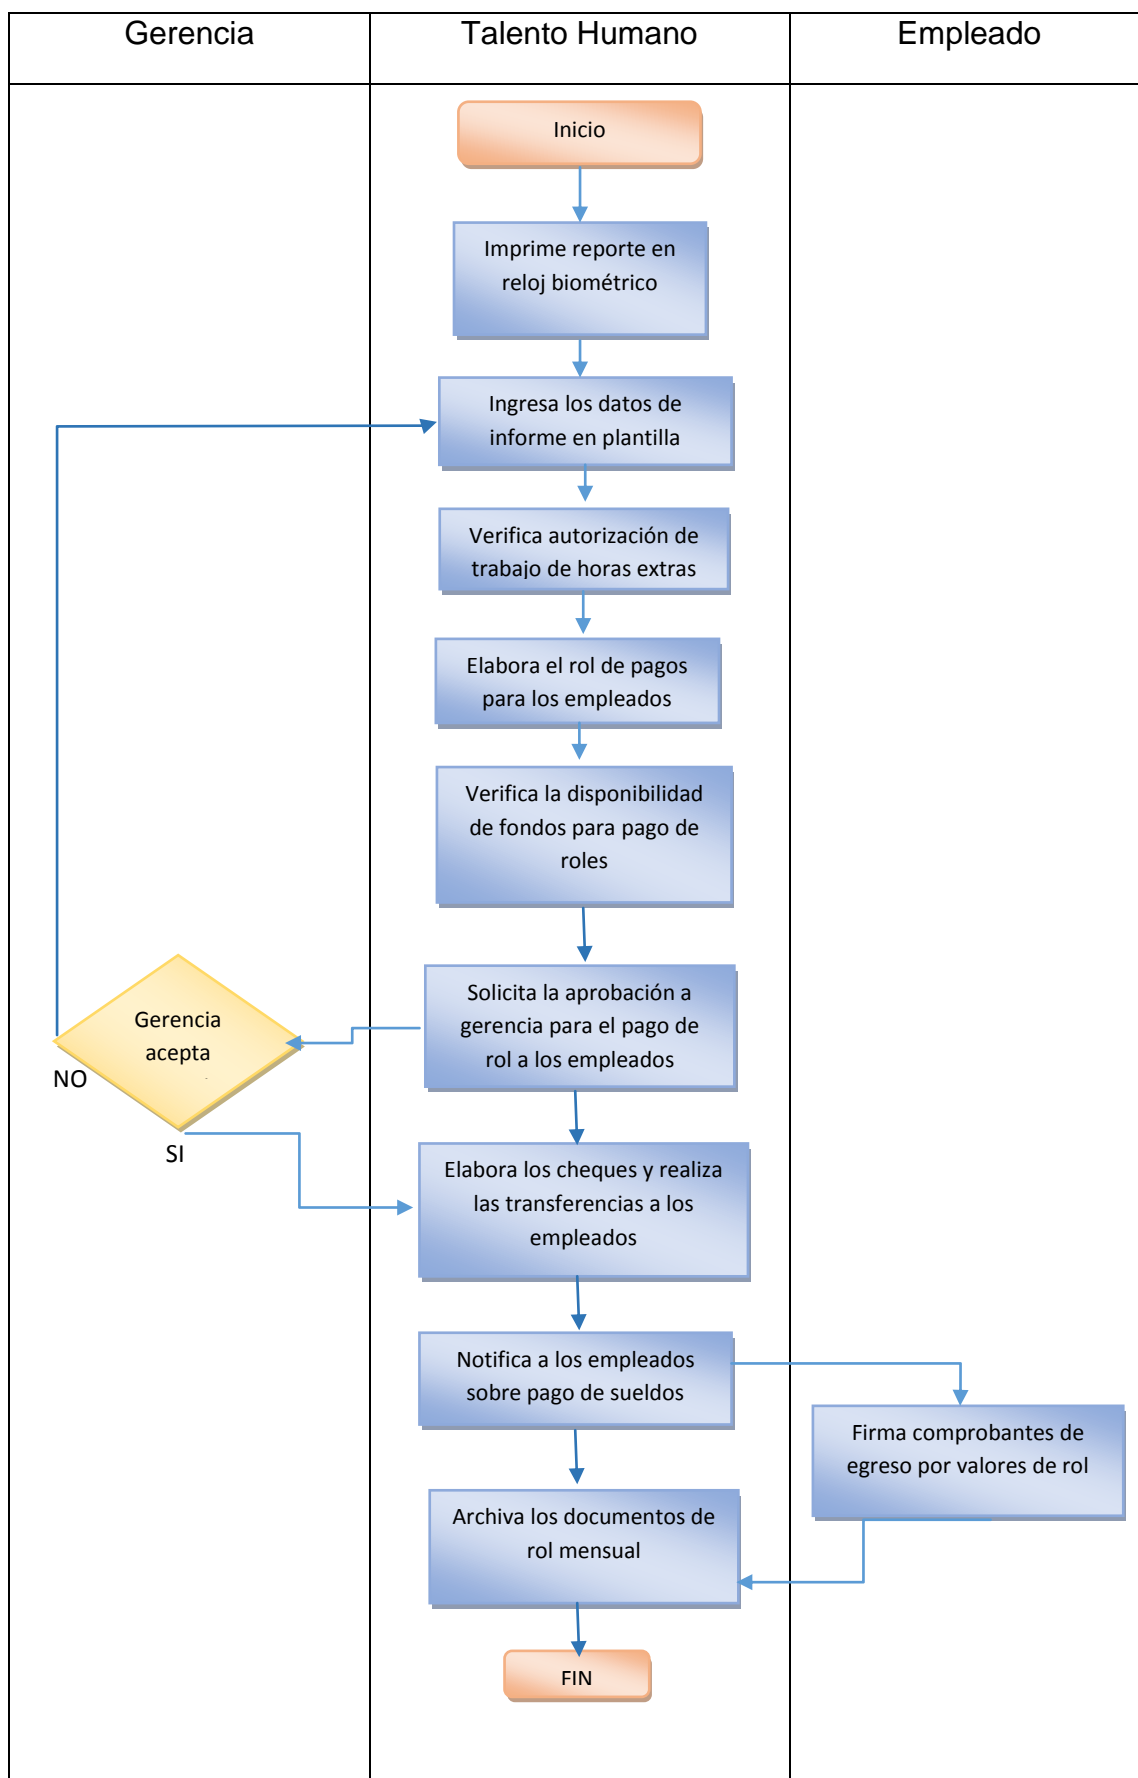 Gerencia
Talento Humano
Empleado
Inicio
Imprime reporte en
reloj biométrico
Ingresa los datos de
informe en plantilla
Verifica autorización de
trabajo de horas extras
Elabora el rol de pagos
para los empleados
Verifica la disponibilidad
de fondos para pago de
roles
Solicita la aprobación a
gerencia para el pago de
rol a los empleados
Gerencia
acepta
NO
SI
Elabora los cheques y realiza
las transferencias a los
empleados
Notifica a los empleados
sobre pago de sueldos
Firma comprobantes de
egreso por valores de rol
Archiva los documentos de
rol mensual
FIN